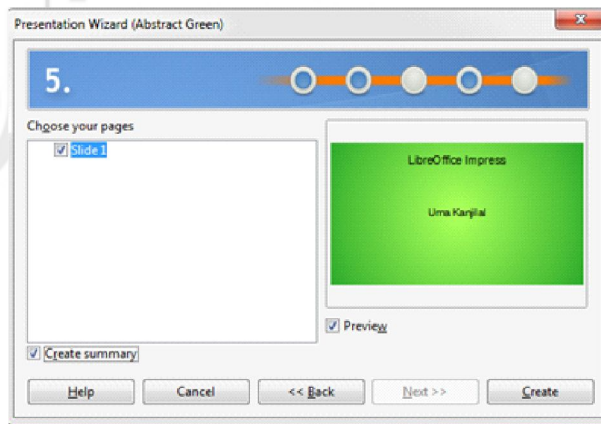 Presentation Wizard (Abstract Green)
5.
Choose your pages
Slide 1
LibreOffice Impress
Uma Kanjilal
Preview
Create summary
Help Cancel << Back Next >> Create